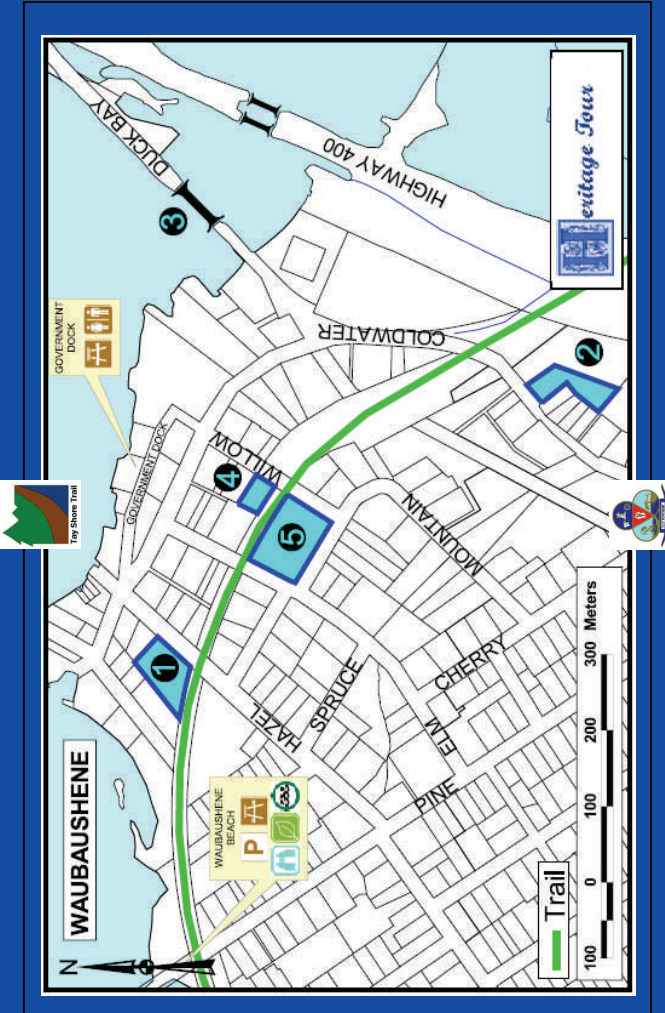 WAUBAUSHENE
N
WAUBAUSHENE
BEACH
P
Tay Shore Trail
GOVERNMENT
DOCK
GOVERNMENT DOCK
DUCK BAY
HIGHWAY 400
COLDWATER
WILLOW
MOUNTAIN
HAZEL
SPRUCE
CHERRY
ELM
PINE
1
2
3
4
5
Heritage Tour
Trail
100 0 100 200 300 Meters